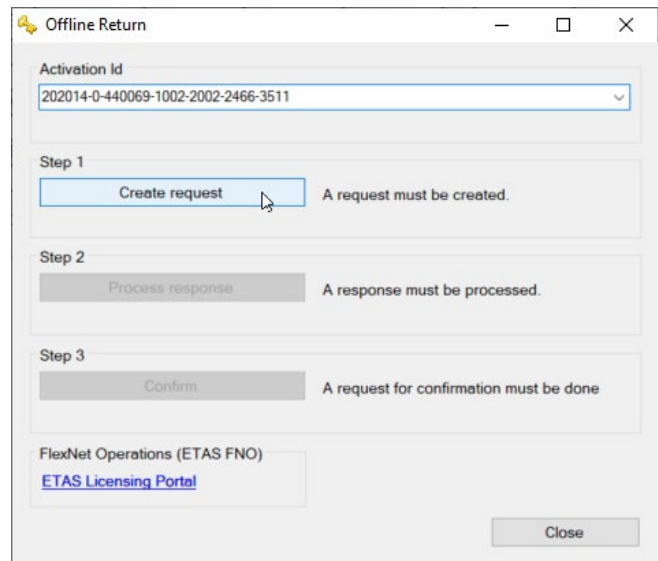 Offline Return
Activation Id
202014-0-440069-1002-2002-2466-3511
Step 1
Create request A request must be created.
Step 2
Process response A response must be processed.
Step 3
Confirm A request for confirmation must be done
FlexNet Operations (ETAS FNO)
ETAS Licensing Portal
Close